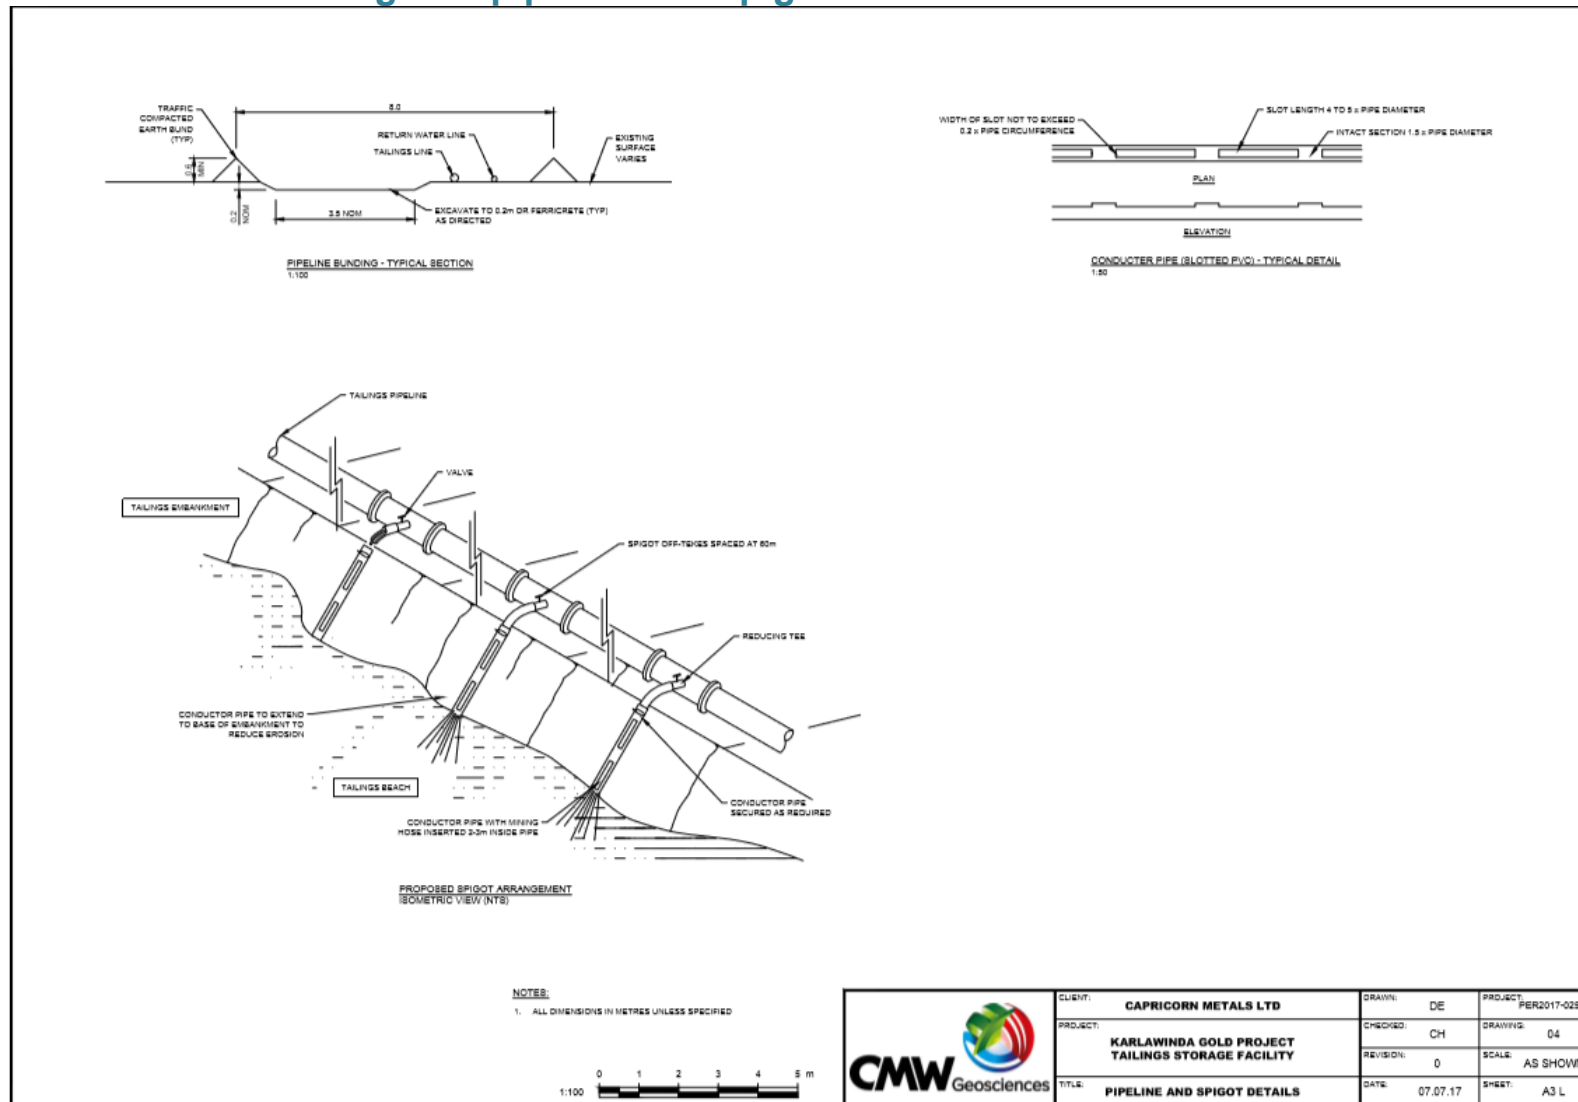 TRAFFIC
COMPACTED
EARTH BUND
(TYP)
8.0
RETURN WATER LINE
TAILINGS LINE
EXISTING
SURFACE
VARIES
0.6
MIN
0.2
NOM
3.5 NOM
EXCAVATE TO 0.2m OR FERRICRETE (TYP)
AS DIRECTED
PIPELINE BUNDING - TYPICAL SECTION
1:100
WIDTH OF SLOT NOT TO EXCEED
0.2 x PIPE CIRCUMFERENCE
SLOT LENGTH 4 TO 5 x PIPE DIAMETER
INTACT SECTION 1.5 x PIPE DIAMETER
PLAN
ELEVATION
CONDUCTER PIPE (SLOTTED PVC) - TYPICAL DETAIL
1:50
TAILINGS PIPELINE
VALVE
TAILINGS EMBANKMENT
SPIGOT OFF-TEKES SPACED AT 60m
REDUCING TEE
CONDUCTOR PIPE TO EXTEND
TO BASE OF EMBANKMENT TO
REDUCE EROSION
TAILINGS BEACH
CONDUCTOR PIPE
SECURED AS REQUIRED
CONDUCTOR PIPE WITH MINING
HOSE INSERTED 2-3m INSIDE PIPE
PROPOSED SPIGOT ARRANGEMENT
ISOMETRIC VIEW (NTS)
NOTES:
1. ALL DIMENSIONS IN METRES UNLESS SPECIFIED
0 1 2 3 4 5 m
1:100
CMW Geosciences
CLIENT: CAPRICORN METALS LTD
PROJECT: KARLAWINDA GOLD PROJECT
TAILINGS STORAGE FACILITY
TITLE: PIPELINE AND SPIGOT DETAILS
DRAWN: DE
CHECKED: CH
REVISION: 0
DATE: 07.07.17
PROJECT: PER2017-029
DRAWING: 04
SCALE: AS SHOWN
SHEET: A3 L